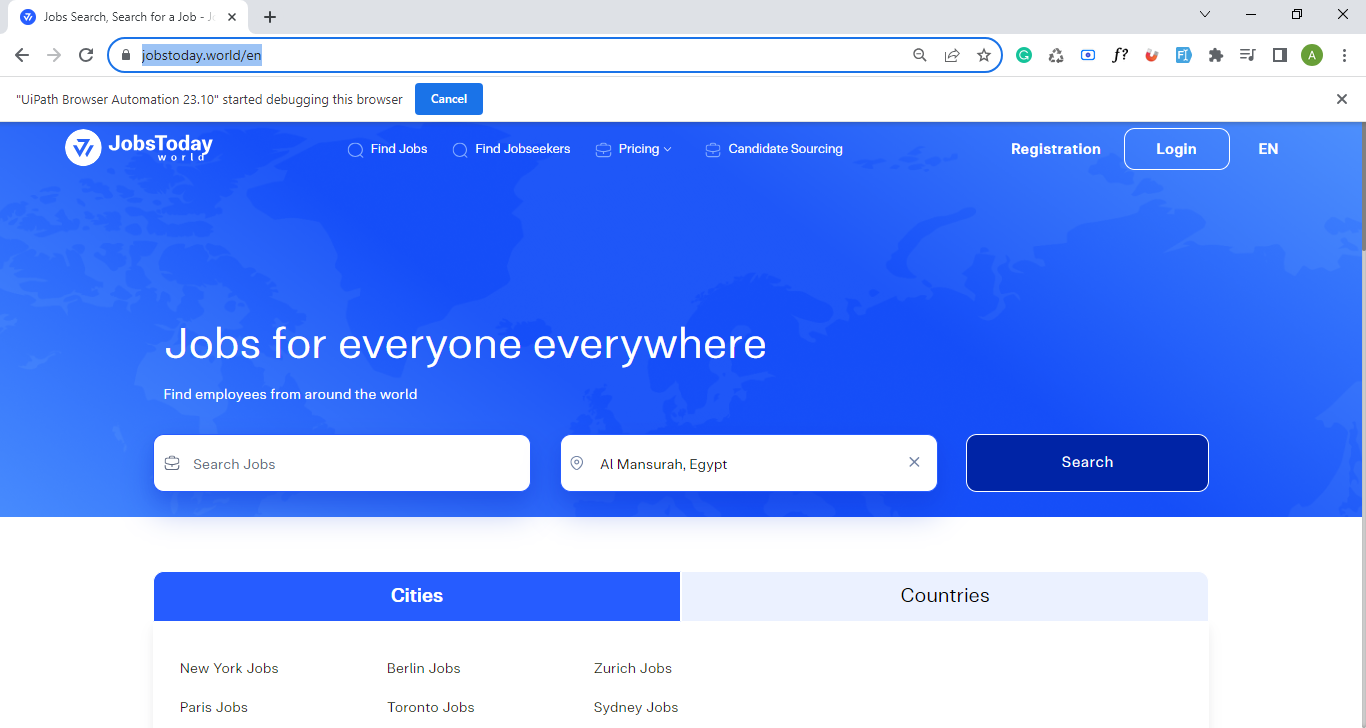 Jobs Search, Search for a Job - J
jobstoday.world/en
"UiPath Browser Automation 23.10" started debugging this browser
Cancel
JobsToday
world
Find Jobs
Find Jobseekers
Pricing
Candidate Sourcing
Registration
Login
EN
Jobs for everyone everywhere
Find employees from around the world
Search Jobs
Al Mansurah, Egypt
Search
Cities
Countries
New York Jobs
Berlin Jobs
Zurich Jobs
Paris Jobs
Toronto Jobs
Sydney Jobs